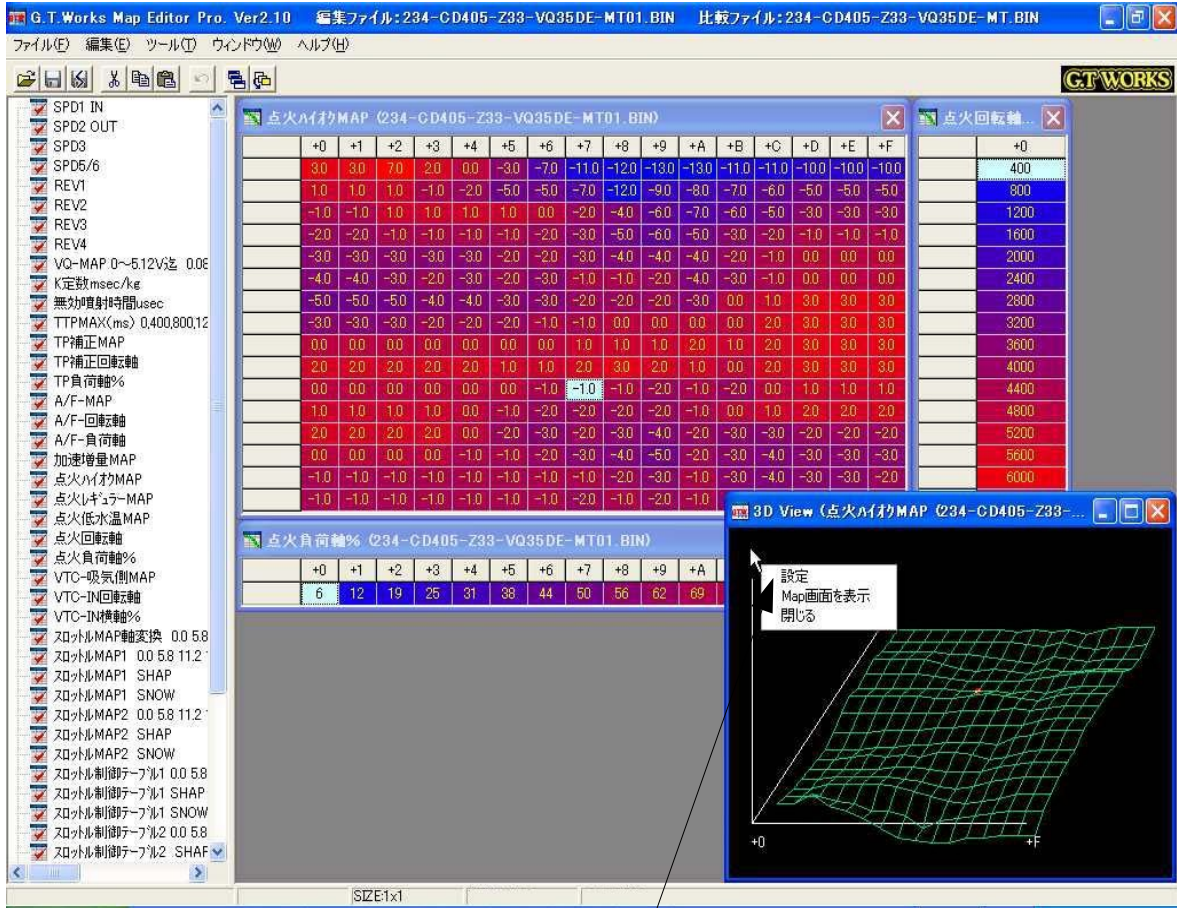 G.T.Works Map Editor Pro. Ver2.10 編集ファイル:234-CD405-Z33-VQ35DE-MT01.BIN 比較ファイル:234-CD405-Z33-VQ35DE-MT.BIN
ファイル(F) 編集(E) ツール(T) ウィンドウ(W) ヘルプ(H)
G.T.WORKS
SPD1 IN
SPD2 OUT
SPD3
SPD5/6
REV1
REV2
REV3
REV4
VQ-MAP 0～5.12V迄
K定数msec/kg
無効噴射時間usec
TTPMAX(ms) 0,400,800,12
TP補正MAP
TP補正回転軸
TP負荷軸%
A/F-MAP
A/F-回転軸
A/F-負荷軸
加速増量MAP
点火ハイオクMAP
点火レギュラーMAP
点火低水温MAP
点火回転軸
点火負荷軸%
VTC-吸気側MAP
VTC-IN回転軸
VTC-IN横軸%
スロットルMAP軸変換 0.0 5.8
スロットルMAP1 0.0 5.8 11.2
スロットルMAP1 SHAP
スロットルMAP1 SNOW
スロットルMAP2 0.0 5.8 11.2
スロットルMAP2 SHAP
スロットルMAP2 SNOW
スロットル制御テーブル1 0.0 5.8
スロットル制御テーブル1 SHAP
スロットル制御テーブル1 SNOW
スロットル制御テーブル2 0.0 5.8
スロットル制御テーブル2 SHAP
点火ハイオクMAP (234-CD405-Z33-VQ35DE-MT01.BIN)
+0 +1 +2 +3 +4 +5 +6 +7 +8 +9 +A +B +C +D +E +F
3.0 3.0 7.0 2.0 0.0 -3.0 -7.0 -11.0 -12.0 -13.0 -13.0 -11.0 -11.0 -10.0 -10.0 -10.0
1.0 1.0 1.0 -1.0 -2.0 -5.0 -5.0 -7.0 -12.0 -9.0 -8.0 -7.0 -6.0 -5.0 -5.0 -5.0
-1.0 -1.0 1.0 1.0 1.0 1.0 0.0 -2.0 -4.0 -6.0 -7.0 -6.0 -5.0 -3.0 -3.0 -3.0
-2.0 -2.0 -1.0 -1.0 -1.0 -1.0 -2.0 -3.0 -5.0 -6.0 -5.0 -3.0 -2.0 -1.0 -1.0 -1.0
-3.0 -3.0 -3.0 -3.0 -3.0 -2.0 -2.0 -3.0 -4.0 -4.0 -4.0 -2.0 -1.0 0.0 0.0 0.0
-4.0 -4.0 -3.0 -2.0 -3.0 -2.0 -3.0 -1.0 -1.0 -2.0 -4.0 -3.0 -1.0 0.0 0.0 0.0
-5.0 -5.0 -5.0 -4.0 -4.0 -3.0 -3.0 -2.0 -2.0 -2.0 -3.0 0.0 1.0 3.0 3.0 3.0
-3.0 -3.0 -3.0 -2.0 -2.0 -2.0 -1.0 -1.0 0.0 0.0 0.0 0.0 2.0 3.0 3.0 3.0
0.0 0.0 0.0 0.0 0.0 0.0 0.0 1.0 1.0 1.0 2.0 1.0 2.0 3.0 3.0 3.0
2.0 2.0 2.0 2.0 2.0 1.0 1.0 2.0 3.0 2.0 1.0 0.0 2.0 3.0 3.0 3.0
0.0 0.0 0.0 0.0 0.0 0.0 -1.0 -1.0 -1.0 -2.0 -1.0 -2.0 0.0 1.0 1.0 1.0
1.0 1.0 1.0 1.0 0.0 -1.0 -2.0 -2.0 -2.0 -2.0 -1.0 0.0 1.0 2.0 2.0 2.0
2.0 2.0 2.0 2.0 0.0 -2.0 -3.0 -2.0 -3.0 -4.0 -2.0 -3.0 -3.0 -2.0 -2.0 -2.0
0.0 0.0 0.0 0.0 -1.0 -1.0 -2.0 -3.0 -4.0 -5.0 -2.0 -3.0 -4.0 -3.0 -3.0 -3.0
-1.0 -1.0 -1.0 -1.0 -1.0 -1.0 -1.0 -1.0 -2.0 -3.0 -1.0 -3.0 -4.0 -3.0 -3.0 -2.0
-1.0 -1.0 -1.0 -1.0 -1.0 -1.0 -1.0 -2.0 -1.0 -2.0 -1.0
点火回転軸...
+0
400
800
1200
1600
2000
2400
2800
3200
3600
4000
4400
4800
5200
5600
6000
点火負荷軸% (234-CD405-Z33-VQ35DE-MT01.BIN)
+0 +1 +2 +3 +4 +5 +6 +7 +8 +9 +A
6 12 19 25 31 38 44 50 56 62 69
3D View (点火ハイオクMAP (234-CD405-Z33-...
設定
Map画面を表示
閉じる
+0
+F
SIZE:1x1